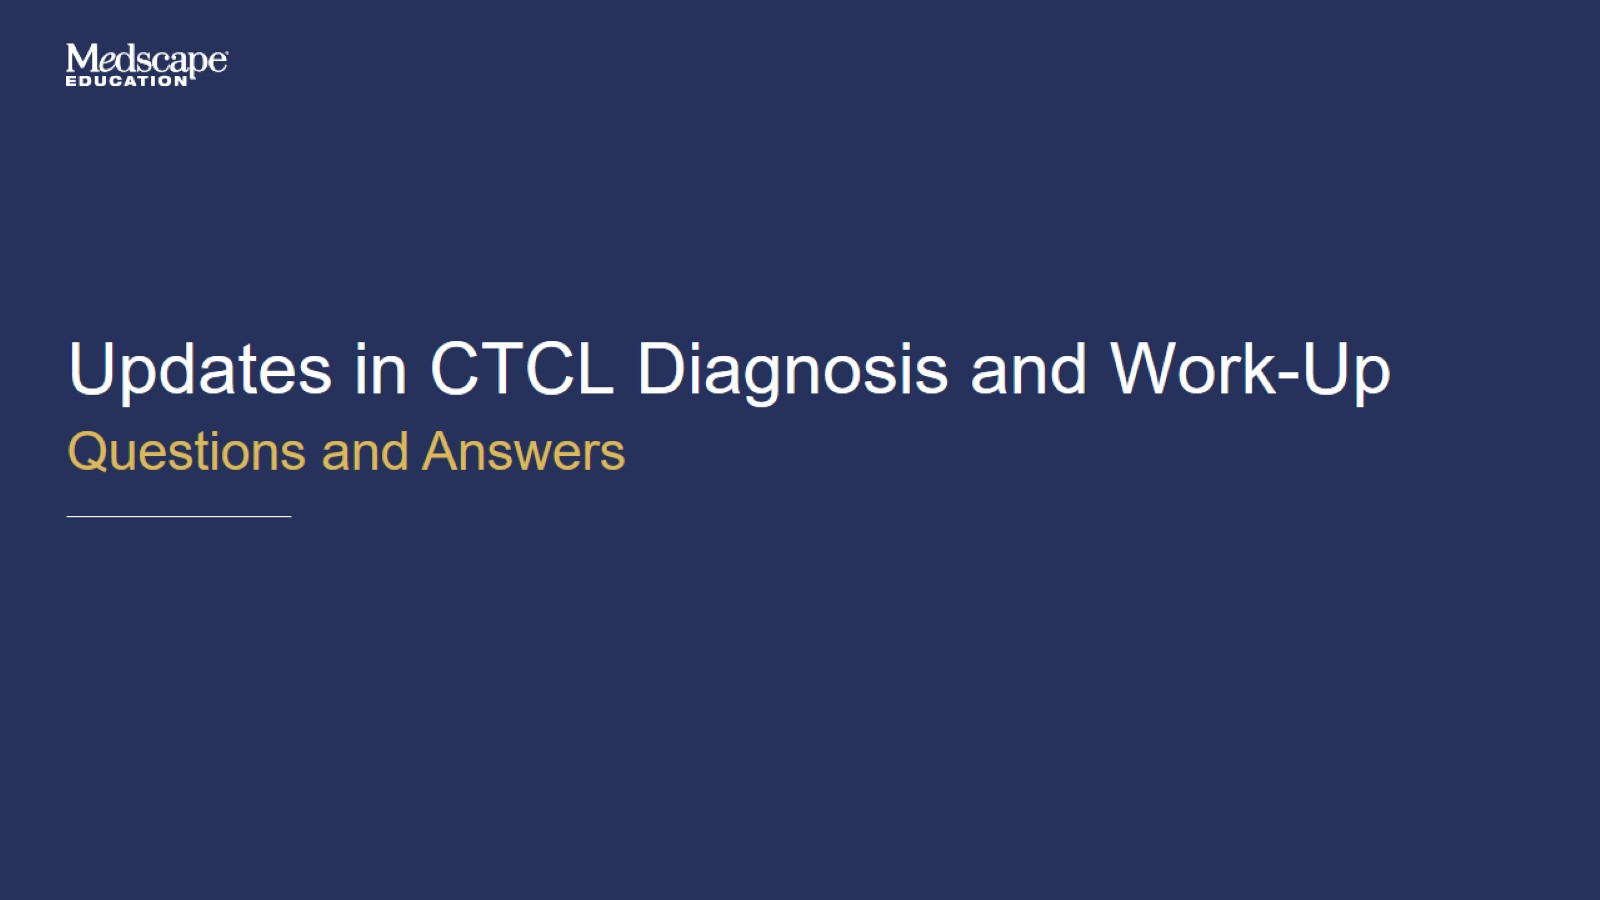 Medscape®
EDUCATION
Updates in CTCL Diagnosis and Work-Up
Questions and Answers